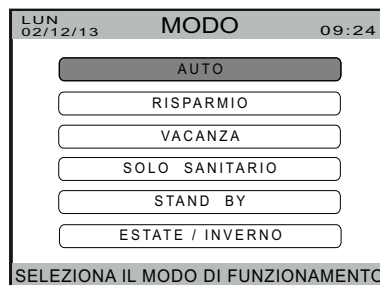 LUN
02/12/13
MODO
09:24
AUTO
RISPARMIO
VACANZA
SOLO SANITARIO
STAND BY
ESTATE / INVERNO
SELEZIONA IL MODO DI FUNZIONAMENTO